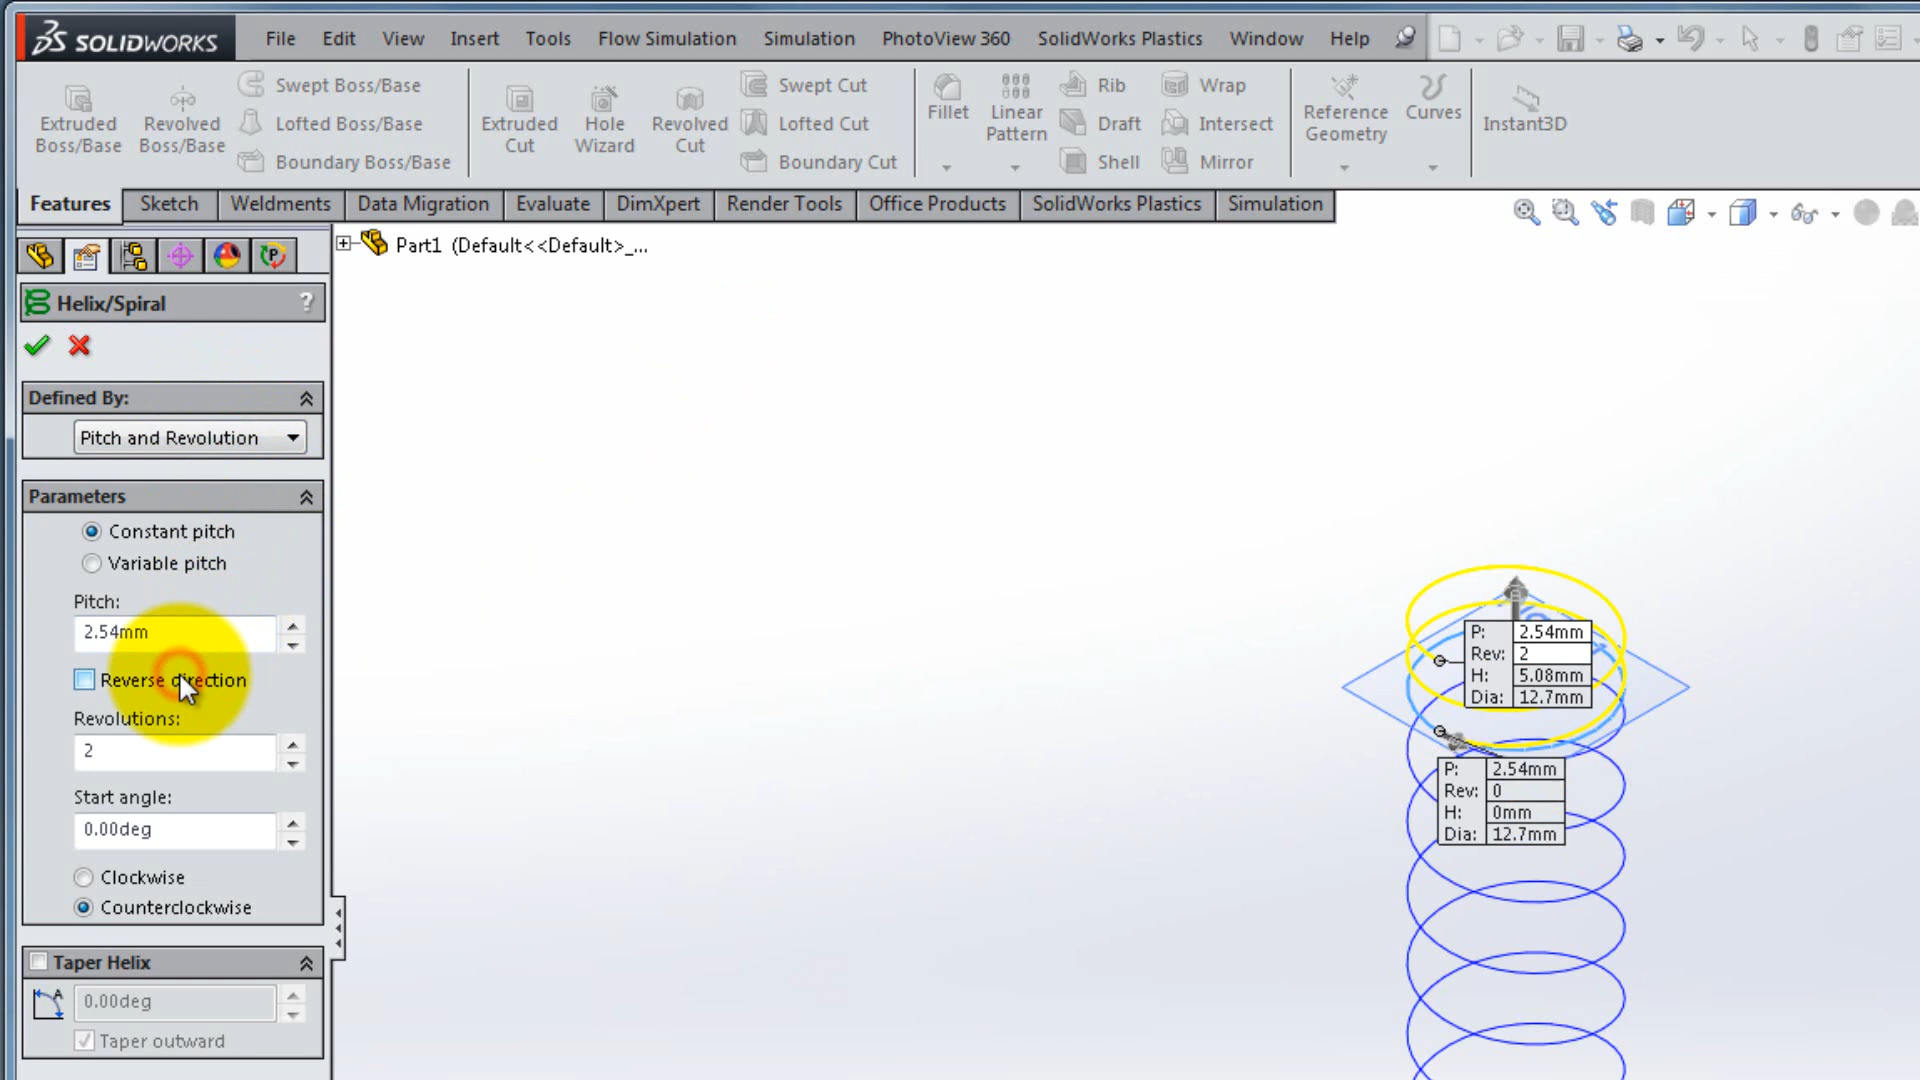 SOLIDWORKS File Edit View Insert Tools Flow Simulation Simulation PhotoView 360 SolidWorks Plastics Window Help
Extruded Boss/Base
Revolved Boss/Base
Swept Boss/Base
Lofted Boss/Base
Boundary Boss/Base
Extruded Cut
Hole Wizard
Revolved Cut
Swept Cut
Lofted Cut
Boundary Cut
Fillet
Linear Pattern
Rib
Draft
Shell
Wrap
Intersect
Mirror
Reference Geometry
Curves
Instant3D
Features Sketch Weldments Data Migration Evaluate DimXpert Render Tools Office Products SolidWorks Plastics Simulation
Part1 (Default<<Default>_...
Helix/Spiral ?
Defined By:
Pitch and Revolution
Parameters
Constant pitch
Variable pitch
Pitch:
2.54mm
Reverse direction
Revolutions:
2
Start angle:
0.00deg
Clockwise
Counterclockwise
Taper Helix
0.00deg
Taper outward
P: 2.54mm
Rev: 2
H: 5.08mm
Dia: 12.7mm
P: 2.54mm
Rev: 0
H: 0mm
Dia: 12.7mm